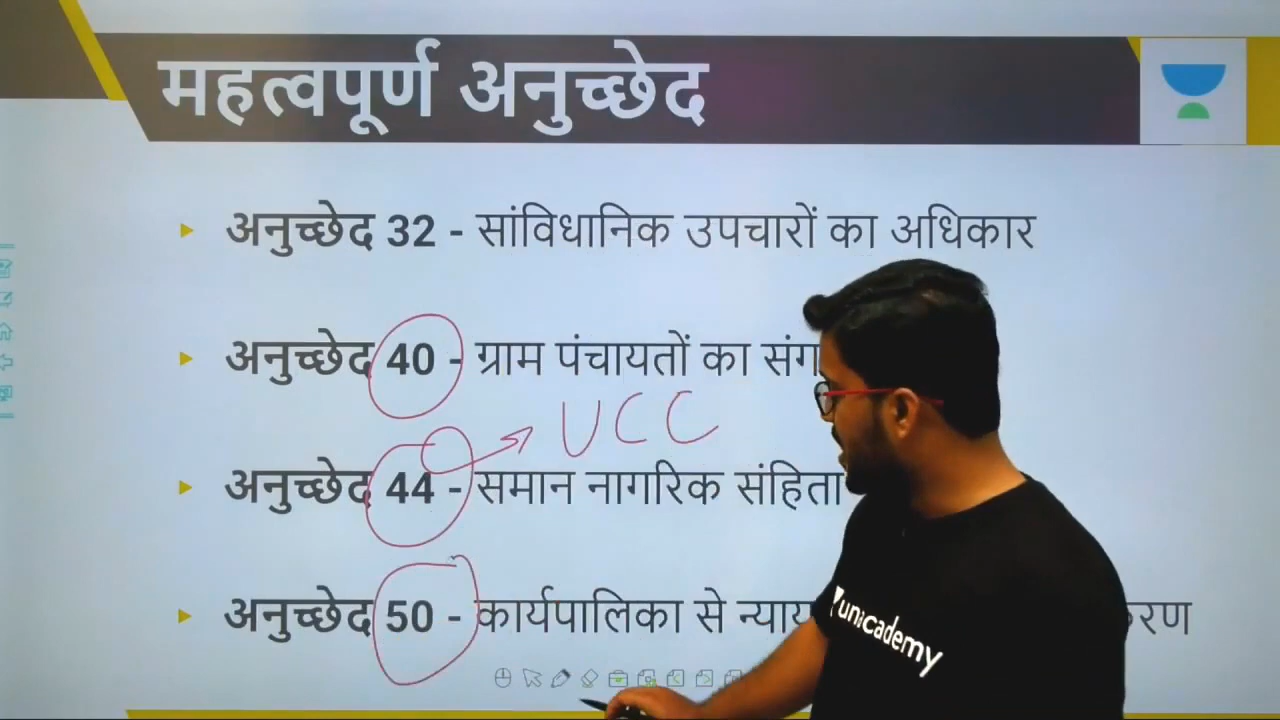 महत्वपूर्ण अनुच्छेद
अनुच्छेद 32 - सांविधानिक उपचारों का अधिकार
अनुच्छेद 40 - ग्राम पंचायतों का
UCC
अनुच्छेद 44 - समान नागरिक संहिता
अनुच्छेद 50 - कार्यपालिका से
unacademy